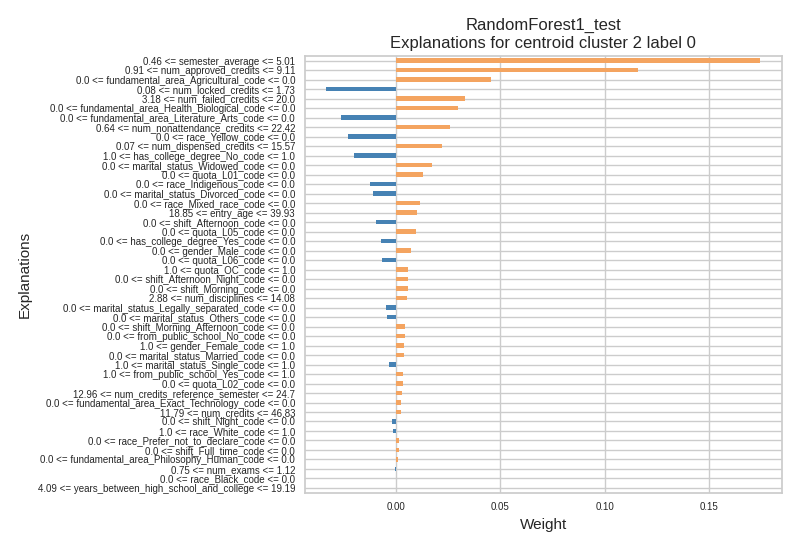 RandomForest1_test
Explanations for centroid cluster 2 label 0
Explanations
0.46 <= semester_average <= 5.01
0.91 <= num_approved_credits <= 9.11
0.0 <= fundamental_area_Agricultural_code <= 0.0
0.08 <= num_locked_credits <= 1.73
3.18 <= num_failed_credits <= 20.0
0.0 <= fundamental_area_Health_Biological_code <= 0.0
0.0 <= fundamental_area_Literature_Arts_code <= 0.0
0.64 <= num_nonattendance_credits <= 22.42
0.0 <= race_Yellow_code <= 0.0
0.07 <= num_dispensed_credits <= 15.57
1.0 <= has_college_degree_No_code <= 1.0
0.0 <= marital_status_Widowed_code <= 0.0
0.0 <= quota_L01_code <= 0.0
0.0 <= race_Indigenous_code <= 0.0
0.0 <= marital_status_Divorced_code <= 0.0
0.0 <= race_Mixed_race_code <= 0.0
18.85 <= entry_age <= 39.93
0.0 <= shift_Afternoon_code <= 0.0
0.0 <= quota_L05_code <= 0.0
0.0 <= has_college_degree_Yes_code <= 0.0
0.0 <= gender_Male_code <= 0.0
0.0 <= quota_L06_code <= 0.0
1.0 <= quota_OC_code <= 1.0
0.0 <= shift_Afternoon_Night_code <= 0.0
0.0 <= shift_Morning_code <= 0.0
2.88 <= num_disciplines <= 14.08
0.0 <= marital_status_Legally_separated_code <= 0.0
0.0 <= marital_status_Others_code <= 0.0
0.0 <= shift_Morning_Afternoon_code <= 0.0
0.0 <= from_public_school_No_code <= 0.0
1.0 <= gender_Female_code <= 1.0
0.0 <= marital_status_Married_code <= 0.0
1.0 <= marital_status_Single_code <= 1.0
1.0 <= from_public_school_Yes_code <= 1.0
0.0 <= quota_L02_code <= 0.0
12.96 <= num_credits_reference_semester <= 24.7
0.0 <= fundamental_area_Exact_Technology_code <= 0.0
11.79 <= num_credits <= 46.83
0.0 <= shift_Night_code <= 0.0
1.0 <= race_White_code <= 1.0
0.0 <= race_Prefer_not_to_declare_code <= 0.0
0.0 <= shift_Full_time_code <= 0.0
0.0 <= fundamental_area_Philosophy_Human_code <= 0.0
0.75 <= num_exams <= 1.12
0.0 <= race_Black_code <= 0.0
4.09 <= years_between_high_school_and_college <= 19.19
0.00 0.05 0.10 0.15
Weight